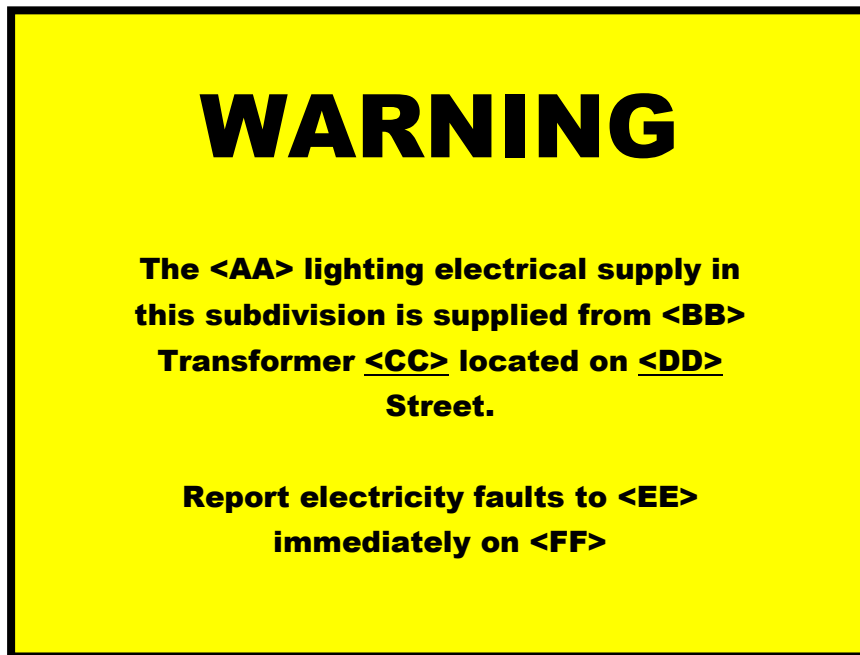 WARNING
The <AA> lighting electrical supply in
this subdivision is supplied from <BB>
Transformer <CC> located on <DD>
Street.
Report electricity faults to <EE>
immediately on <FF>